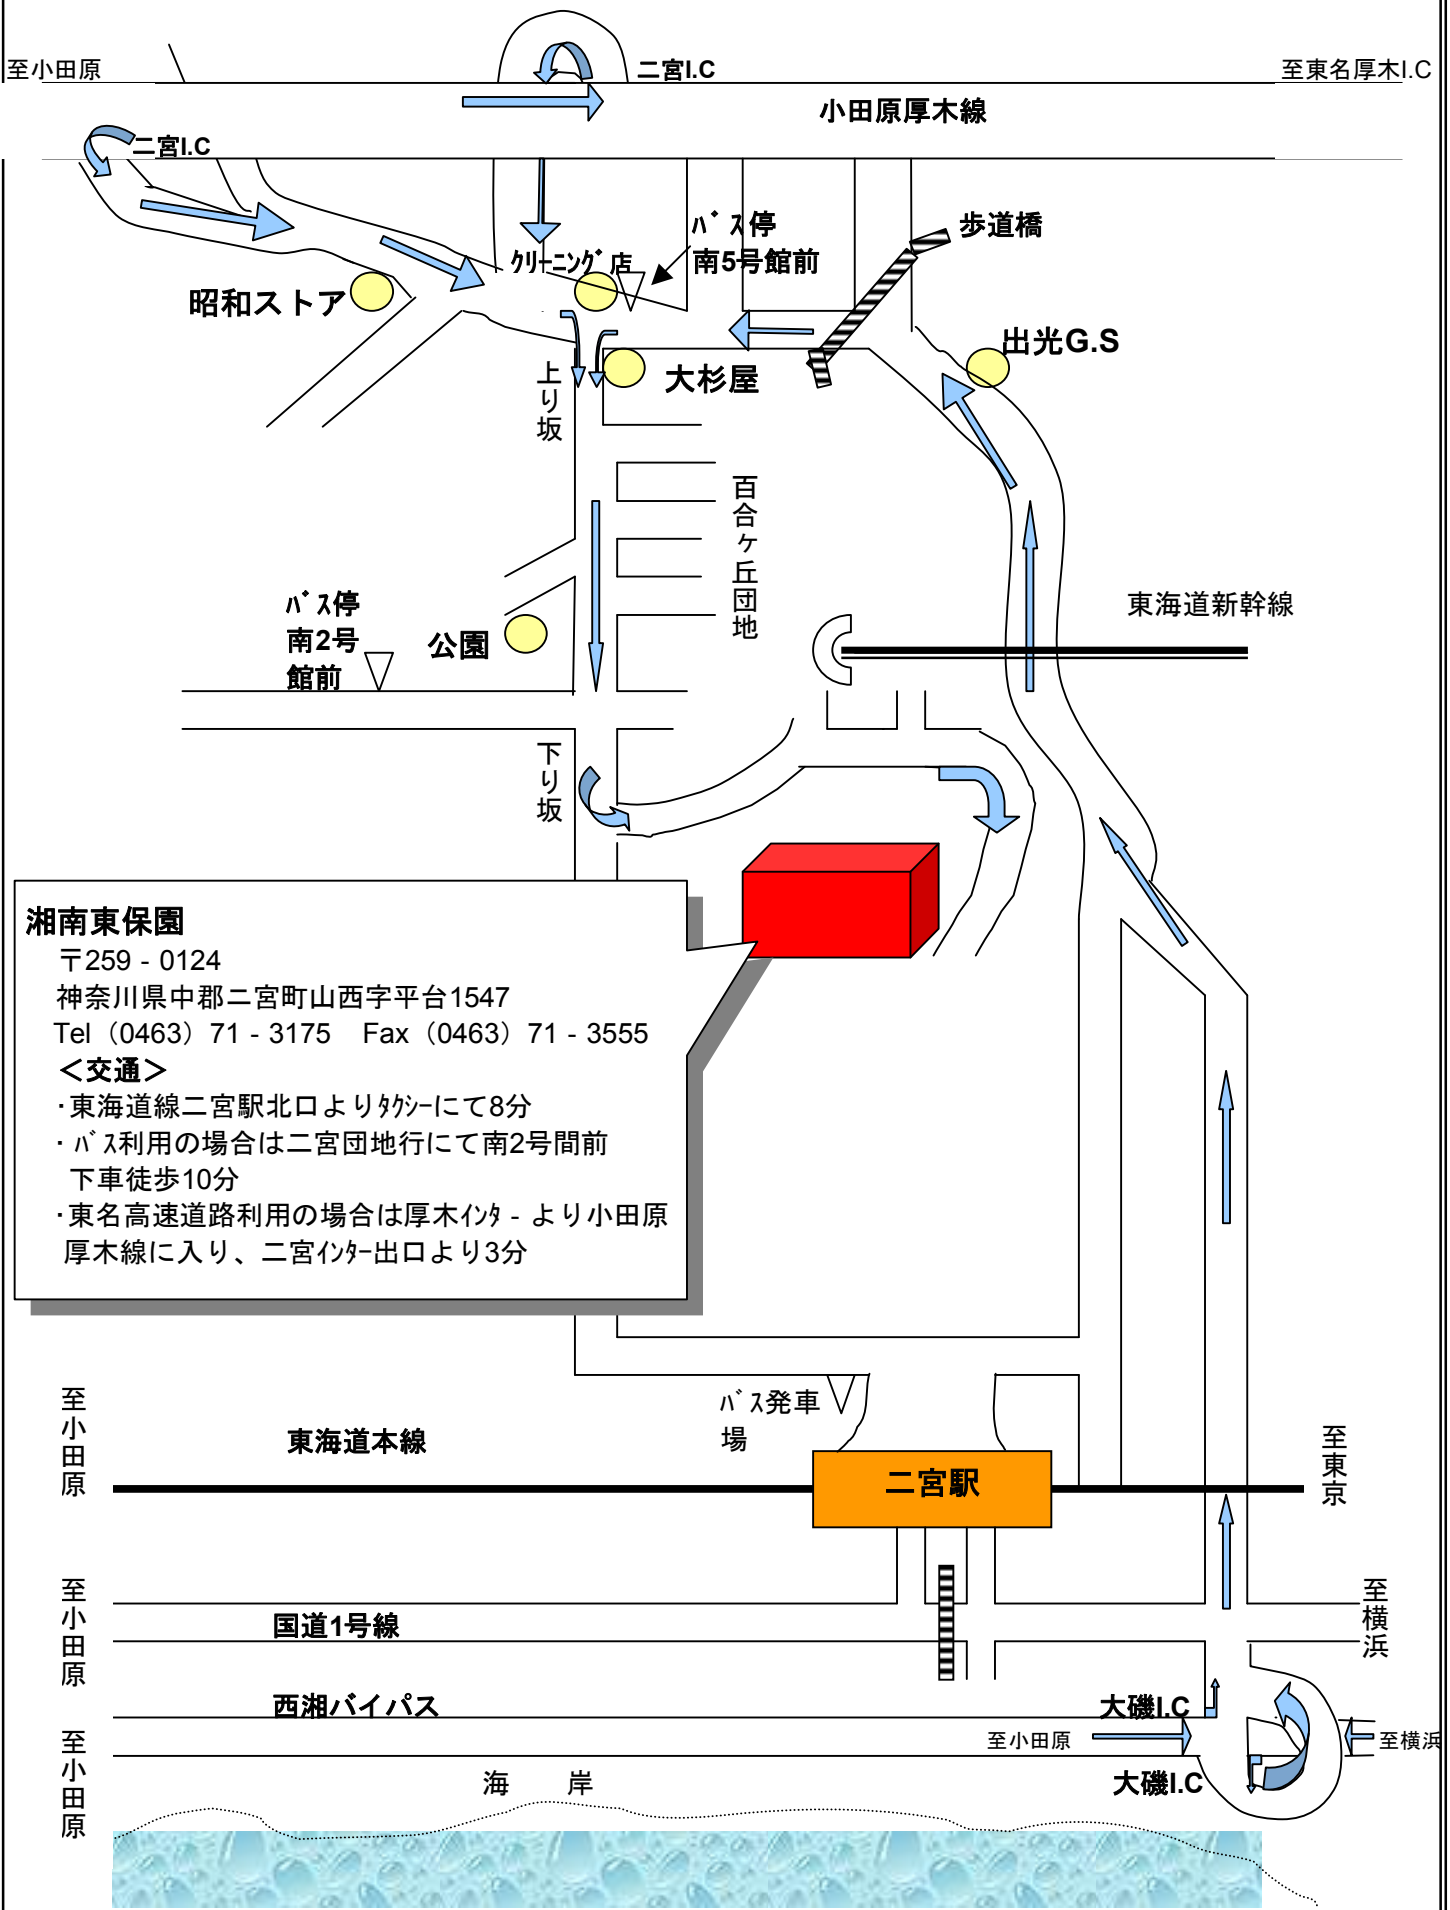 至小田原
二宮I.C
至東名厚木I.C
小田原厚木線
二宮I.C
バス停
南5号館前
歩道橋
クリーニング店
昭和ストア
出光G.S
大杉屋
上り坂
百合ヶ丘団地
バス停
南2号
館前
公園
東海道新幹線
下り坂
湘南東保園
〒259‐0124
神奈川県中郡ニ宮町山西字平台1547
Tel（0463）71‐3175　Fax（0463）71‐3555
＜交通＞
・東海道線二宮駅北口よりタクシーにて8分
・バス利用の場合は二宮団地行にて南2号間前
下車徒歩10分
・東名高速道路利用の場合は厚木インタ‐より小田原
厚木線に入り、二宮インター出口より3分
至小田原
バス発車
場
東海道本線
二宮駅
至東京
至小田原
国道1号線
至横浜
西湘バイパス
大磯I.C
至小田原
至小田原
至横浜
海　岸
大磯I.C